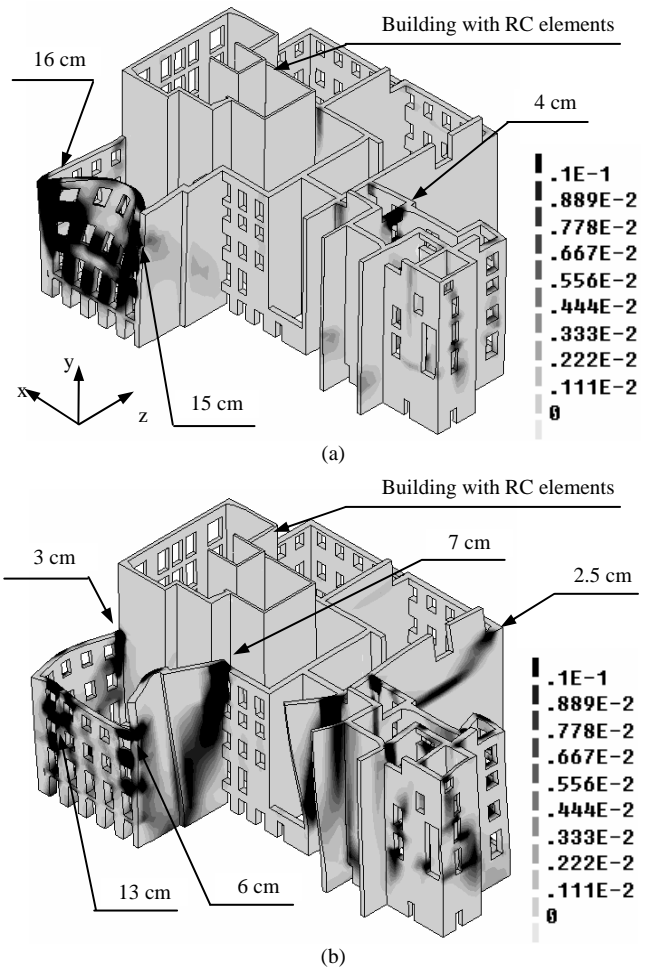 Building with RC elements
16 cm
4 cm
.1E-1
.889E-2
.778E-2
.667E-2
.556E-2
.444E-2
.333E-2
.222E-2
.111E-2
0
y
x
z
15 cm
(a)
Building with RC elements
3 cm
7 cm
2.5 cm
.1E-1
.889E-2
.778E-2
.667E-2
.556E-2
.444E-2
.333E-2
.222E-2
.111E-2
0
13 cm
6 cm
(b)